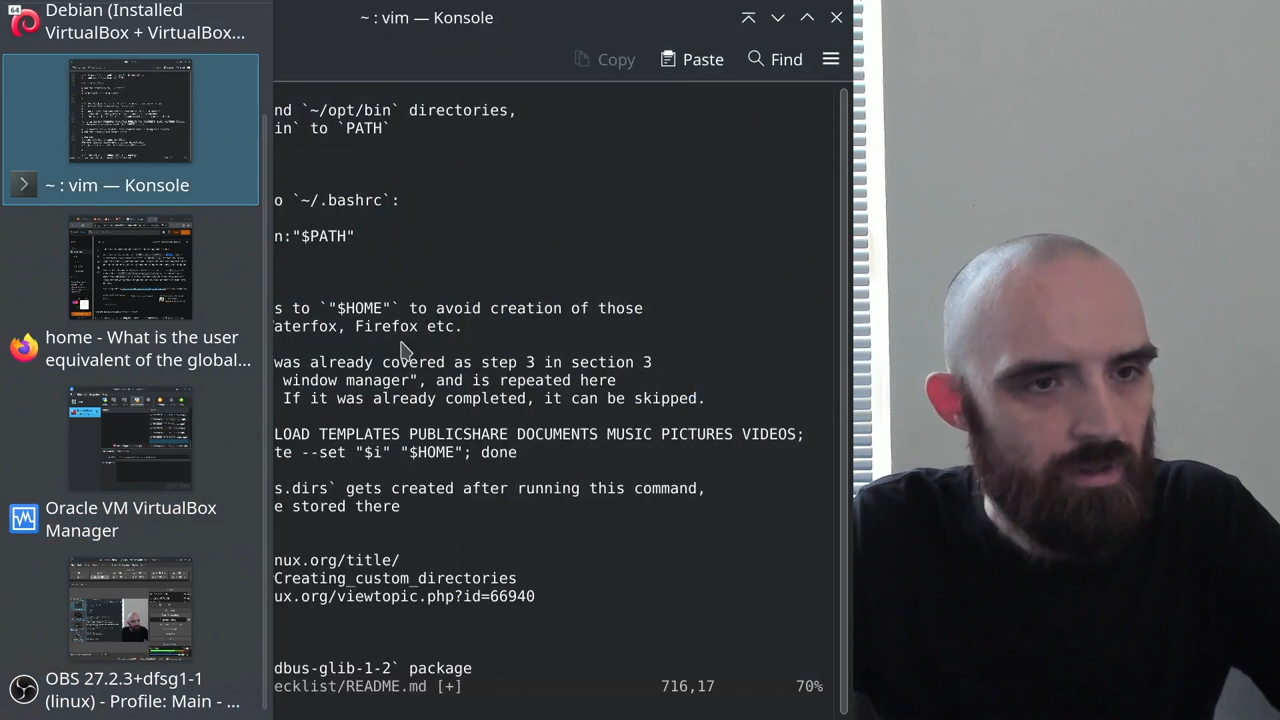 Debian (Installed
VirtualBox + VirtualBox...
~ : vim — Konsole
home - What is the user
equivalent of the global...
Oracle VM VirtualBox
Manager
OBS 27.2.3+dfsg1-1
(linux) - Profile: Main - ...
~ : vim — Konsole
Copy
Paste
Find
nd `~/opt/bin` directories,
in` to `PATH`
o `~/.bashrc`:
n:"$PATH"
s to `"$HOME"` to avoid creation of those
aterfox, Firefox etc.
was already covered as step 3 in section 3
window manager", and is repeated here
If it was already completed, it can be skipped.
LOAD TEMPLATES PUBLICSHARE DOCUMENTS MUSIC PICTURES VIDEOS;
te --set "$i" "$HOME"; done
s.dirs` gets created after running this command,
e stored there
nux.org/title/
Creating_custom_directories
ux.org/viewtopic.php?id=66940
dbus-glib-1-2` package
ecklist/README.md [+]
716,17
70%